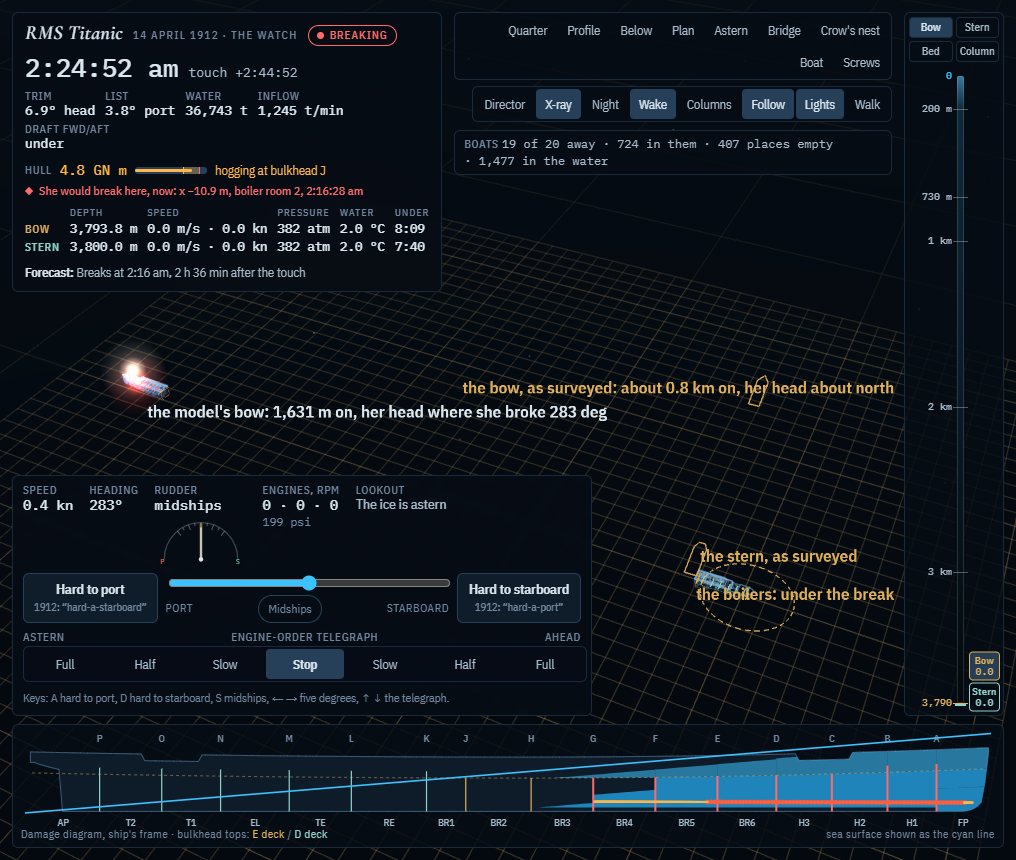 RMS Titanic 14 APRIL 1912 · THE WATCH BREAKING
2:24:52 am touch +2:44:52
TRIM LIST WATER INFLOW
6.9° head 3.8° port 36,743 t 1,245 t/min
DRAFT FWD/AFT
under
HULL 4.8 GN m hogging at bulkhead J
She would break here, now: x −10.9 m, boiler room 2, 2:16:28 am
DEPTH SPEED PRESSURE WATER UNDER
BOW 3,793.8 m 0.0 m/s · 0.0 kn 382 atm 2.0 °C 8:09
STERN 3,800.0 m 0.0 m/s · 0.0 kn 382 atm 2.0 °C 7:40
Forecast: Breaks at 2:16 am, 2 h 36 min after the touch
Quarter Profile Below Plan Astern Bridge Crow's nest
Boat Screws
Director X-ray Night Wake Columns Follow Lights Walk
BOATS 19 of 20 away · 724 in them · 407 places empty
· 1,477 in the water
Bow Stern
Bed Column
0
200 m
730 m
1 km
2 km
3 km
Bow
0.0
3,790
Stern
0.0
the bow, as surveyed: about 0.8 km on, her head about north
the model's bow: 1,631 m on, her head where she broke 283 deg
the stern, as surveyed
the boilers: under the break
SPEED HEADING RUDDER ENGINES, RPM LOOKOUT
0.4 kn 283° midships 0 · 0 · 0 The ice is astern
199 psi
P S
Hard to port
1912: "hard-a-starboard"
PORT Midships STARBOARD
Hard to starboard
1912: "hard-a-port"
ASTERN ENGINE-ORDER TELEGRAPH AHEAD
Full Half Slow Stop Slow Half Full
Keys: A hard to port, D hard to starboard, S midships, ← → five degrees, ↑ ↓ the telegraph.
P O N M L K J H G F E D C B A
AP T2 T1 EL TE RE BR1 BR2 BR3 BR4 BR5 BR6 H3 H2 H1 FP
Damage diagram, ship's frame · bulkhead tops: E deck / D deck
sea surface shown as the cyan line